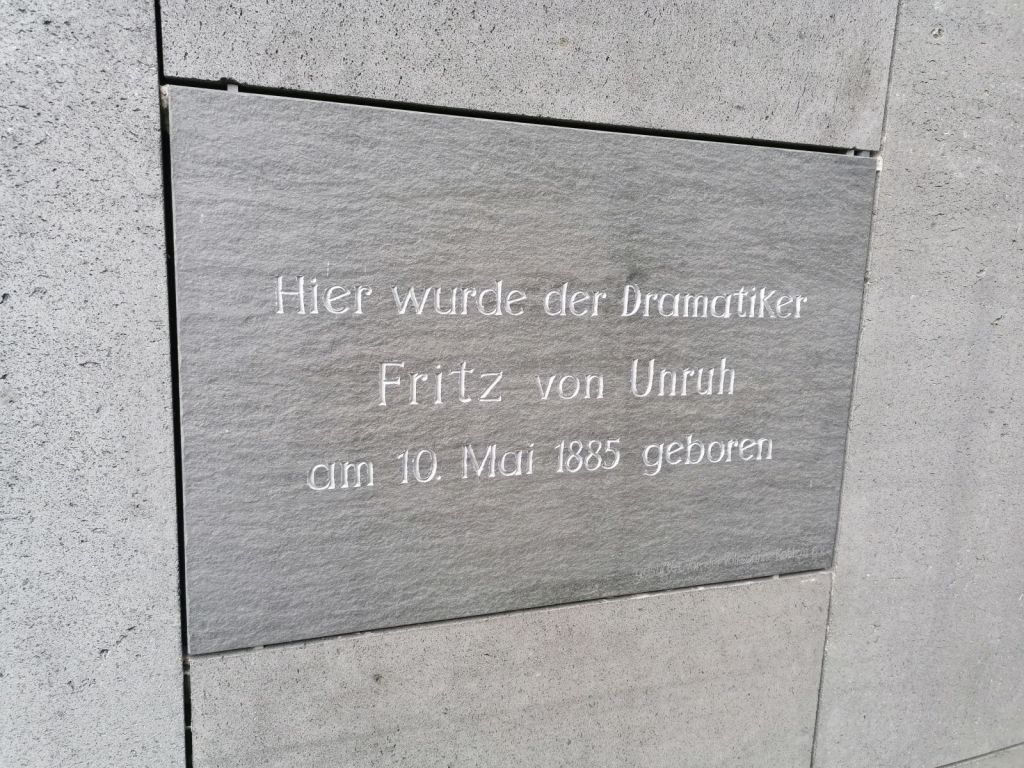 Hier wurde der Dramatiker
Fritz von Unruh
am 10. Mai 1885 geboren